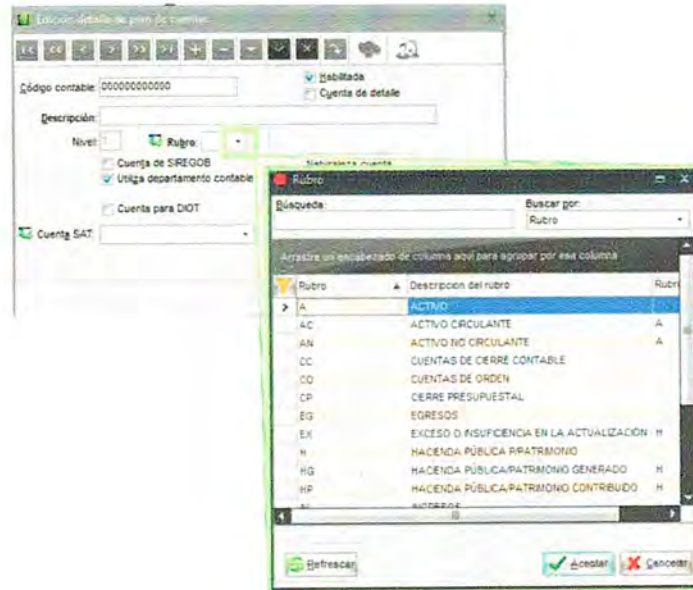 Edición detalle de plan de cuentas
Código contable: 000000000000
Habilitada
Cuenta de detalle
Descripción:
Nivel: 1
Rubro:
Cuenta de SIREGOB
Naturaleza cuenta
Utiliza departamento contable
Cuenta para DIOT
Cuenta SAT:
Rubro
Búsqueda:
Buscar por:
Rubro
Arrastre un encabezado de columna aquí para agrupar por esa columna
Rubro Descripcion del rubro Rubr
A ACTIVO
AC ACTIVO CIRCULANTE A
AN ACTIVO NO CIRCULANTE A
CC CUENTAS DE CIERRE CONTABLE
CO CUENTAS DE ORDEN
CP CIERRE PRESUPUESTAL
EG EGRESOS
EX EXCESO O INSUFICIENCIA EN LA ACTUALIZACIÓN H
H HACIENDA PÚBLICA P/PATRIMONIO
HG HACIENDA PÚBLICA/PATRIMONIO GENERADO H
HP HACIENDA PÚBLICA/PATRIMONIO CONTRIBUIDO H
INGRESOS
Refrescar
Aceptar
Cancelar